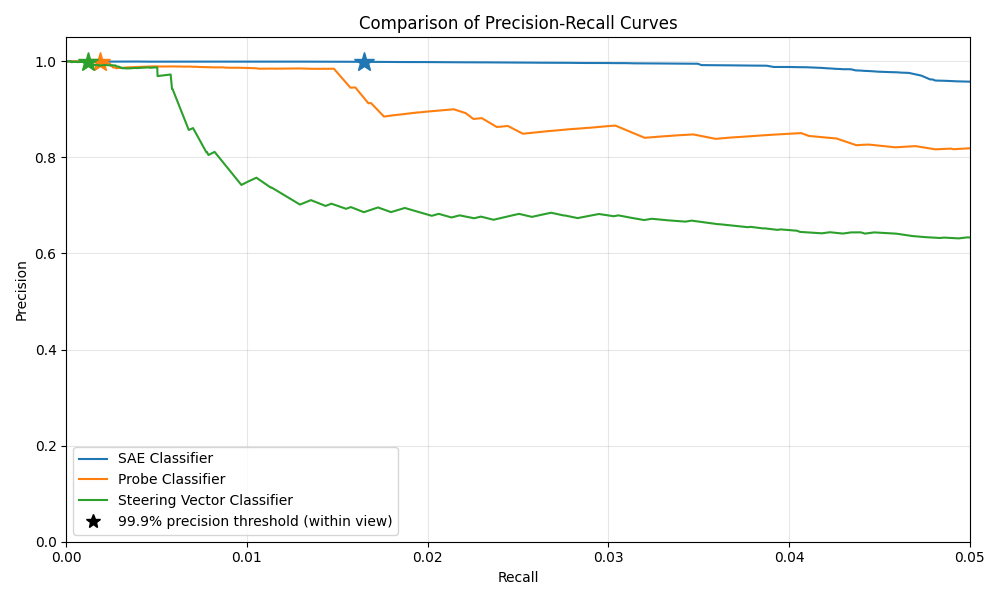 Comparison of Precision-Recall Curves
Precision
1.0
0.8
0.6
0.4
0.2
0.0
SAE Classifier
Probe Classifier
Steering Vector Classifier
99.9% precision threshold (within view)
0.00 0.01 0.02 0.03 0.04 0.05
Recall